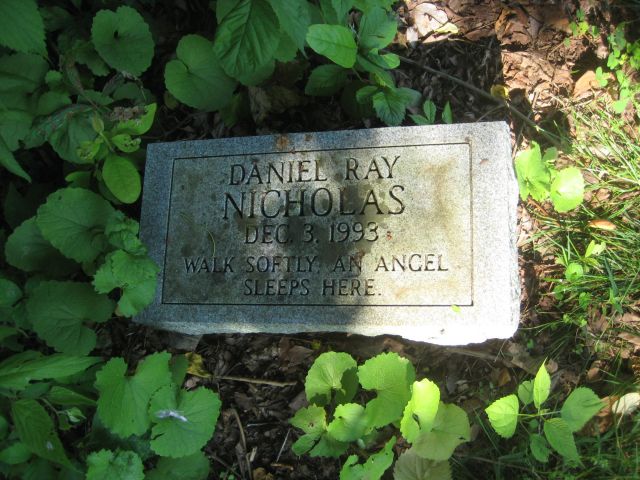 DANIEL RAY
NICHOLAS
DEC. 3, 1993
WALK SOFTLY, AN ANGEL
SLEEPS HERE.